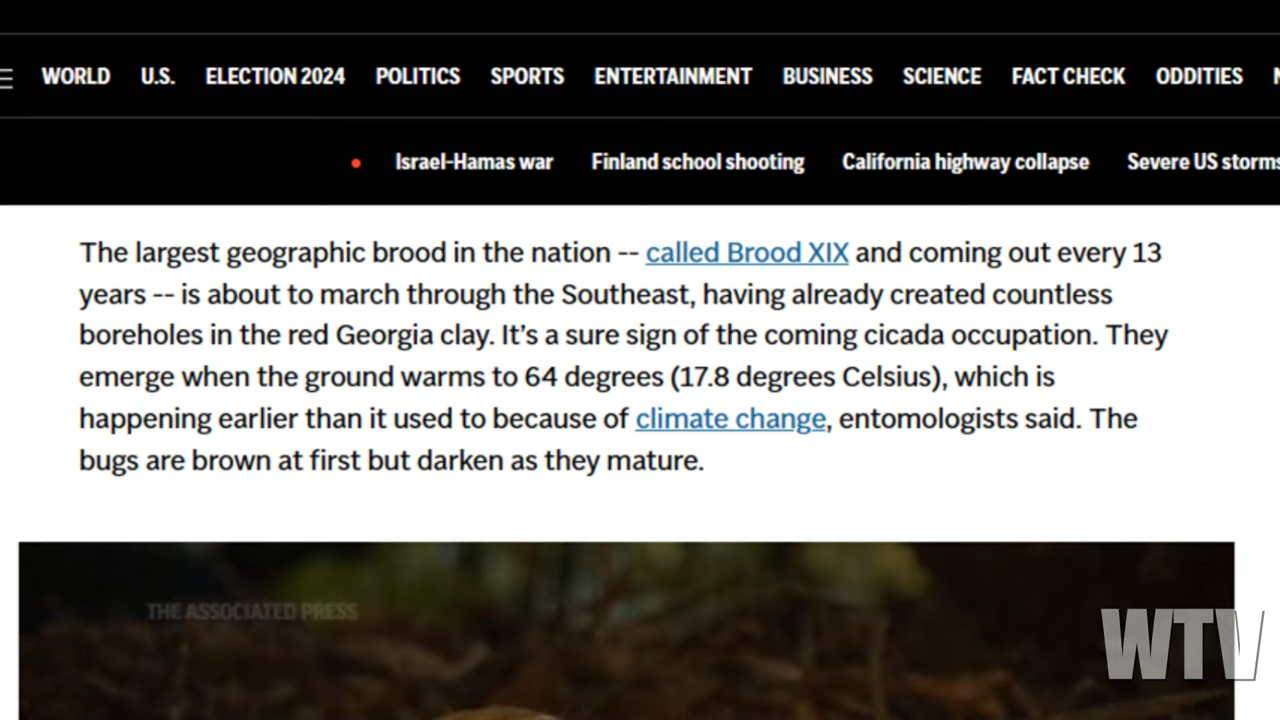 WORLD U.S. ELECTION 2024 POLITICS SPORTS ENTERTAINMENT BUSINESS SCIENCE FACT CHECK ODDITIES
Israel-Hamas war Finland school shooting California highway collapse Severe US storms
The largest geographic brood in the nation -- called Brood XIX and coming out every 13
years -- is about to march through the Southeast, having already created countless
boreholes in the red Georgia clay. It's a sure sign of the coming cicada occupation. They
emerge when the ground warms to 64 degrees (17.8 degrees Celsius), which is
happening earlier than it used to because of climate change, entomologists said. The
bugs are brown at first but darken as they mature.
THE ASSOCIATED PRESS
WTV